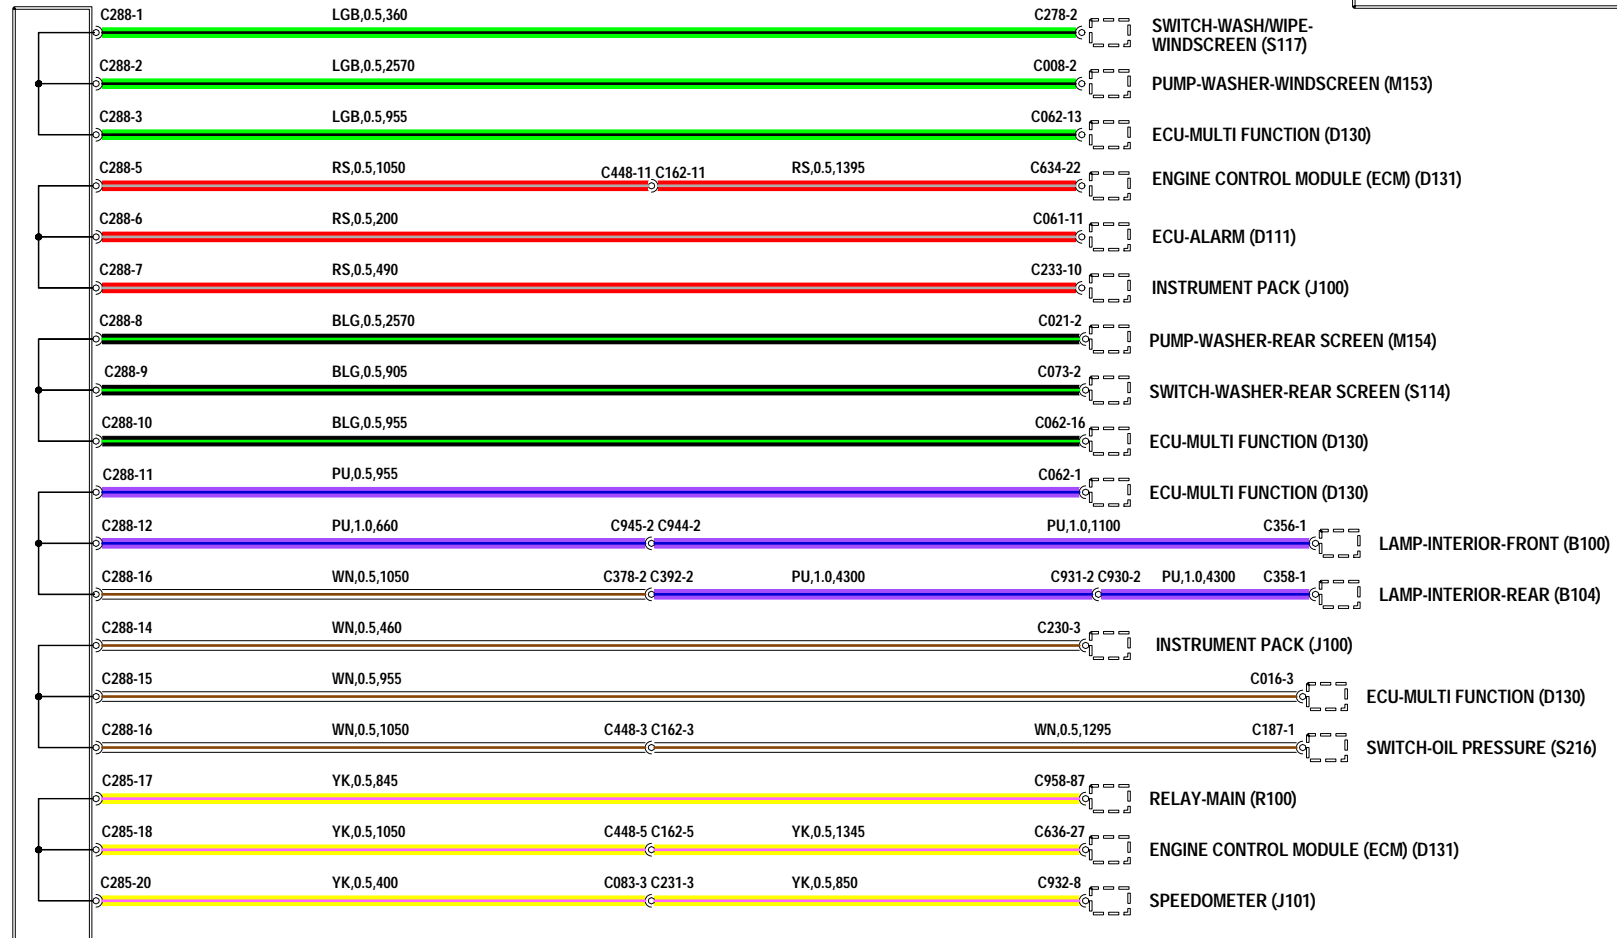 C288-1 LGB,0.5,360 C278-2 SWITCH-WASH/WIPE-
WINDSCREEN (S117)
C288-2 LGB,0.5,2570 C008-2 PUMP-WASHER-WINDSCREEN (M153)
C288-3 LGB,0.5,955 C062-13 ECU-MULTI FUNCTION (D130)
C288-5 RS,0.5,1050 C448-11 C162-11 RS,0.5,1395 C634-22 ENGINE CONTROL MODULE (ECM) (D131)
C288-6 RS,0.5,200 C061-11 ECU-ALARM (D111)
C288-7 RS,0.5,490 C233-10 INSTRUMENT PACK (J100)
C288-8 BLG,0.5,2570 C021-2 PUMP-WASHER-REAR SCREEN (M154)
C288-9 BLG,0.5,905 C073-2 SWITCH-WASHER-REAR SCREEN (S114)
C288-10 BLG,0.5,955 C062-16 ECU-MULTI FUNCTION (D130)
C288-11 PU,0.5,955 C062-1 ECU-MULTI FUNCTION (D130)
C288-12 PU,1.0,660 C945-2 C944-2 PU,1.0,1100 C356-1 LAMP-INTERIOR-FRONT (B100)
C288-16 WN,0.5,1050 C378-2 C392-2 PU,1.0,4300 C931-2 C930-2 PU,1.0,4300 C358-1 LAMP-INTERIOR-REAR (B104)
C288-14 WN,0.5,460 C230-3 INSTRUMENT PACK (J100)
C288-15 WN,0.5,955 C016-3 ECU-MULTI FUNCTION (D130)
C288-16 WN,0.5,1050 C448-3 C162-3 WN,0.5,1295 C187-1 SWITCH-OIL PRESSURE (S216)
C285-17 YK,0.5,845 C958-87 RELAY-MAIN (R100)
C285-18 YK,0.5,1050 C448-5 C162-5 YK,0.5,1345 C636-27 ENGINE CONTROL MODULE (ECM) (D131)
C285-20 YK,0.5,400 C083-3 C231-3 YK,0.5,850 C932-8 SPEEDOMETER (J101)